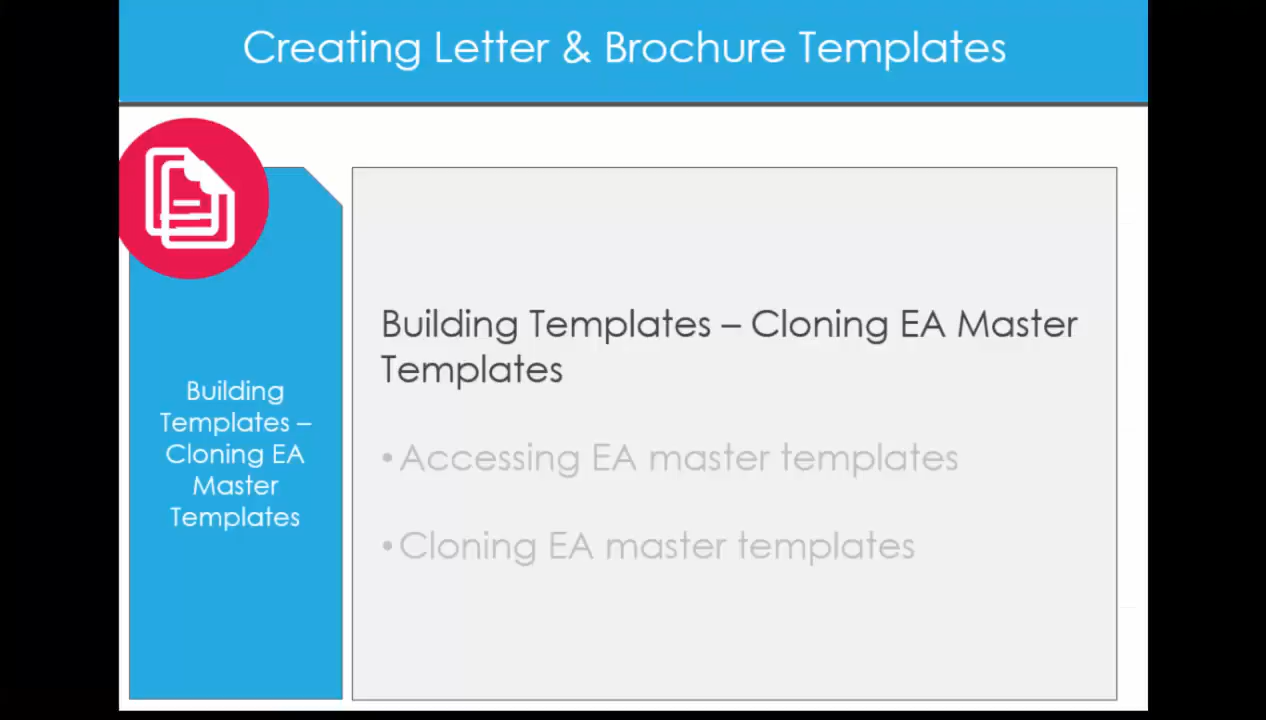 Creating Letter & Brochure Templates
Building
Templates –
Cloning EA
Master
Templates
Building Templates – Cloning EA Master
Templates
• Accessing EA master templates
• Cloning EA master templates